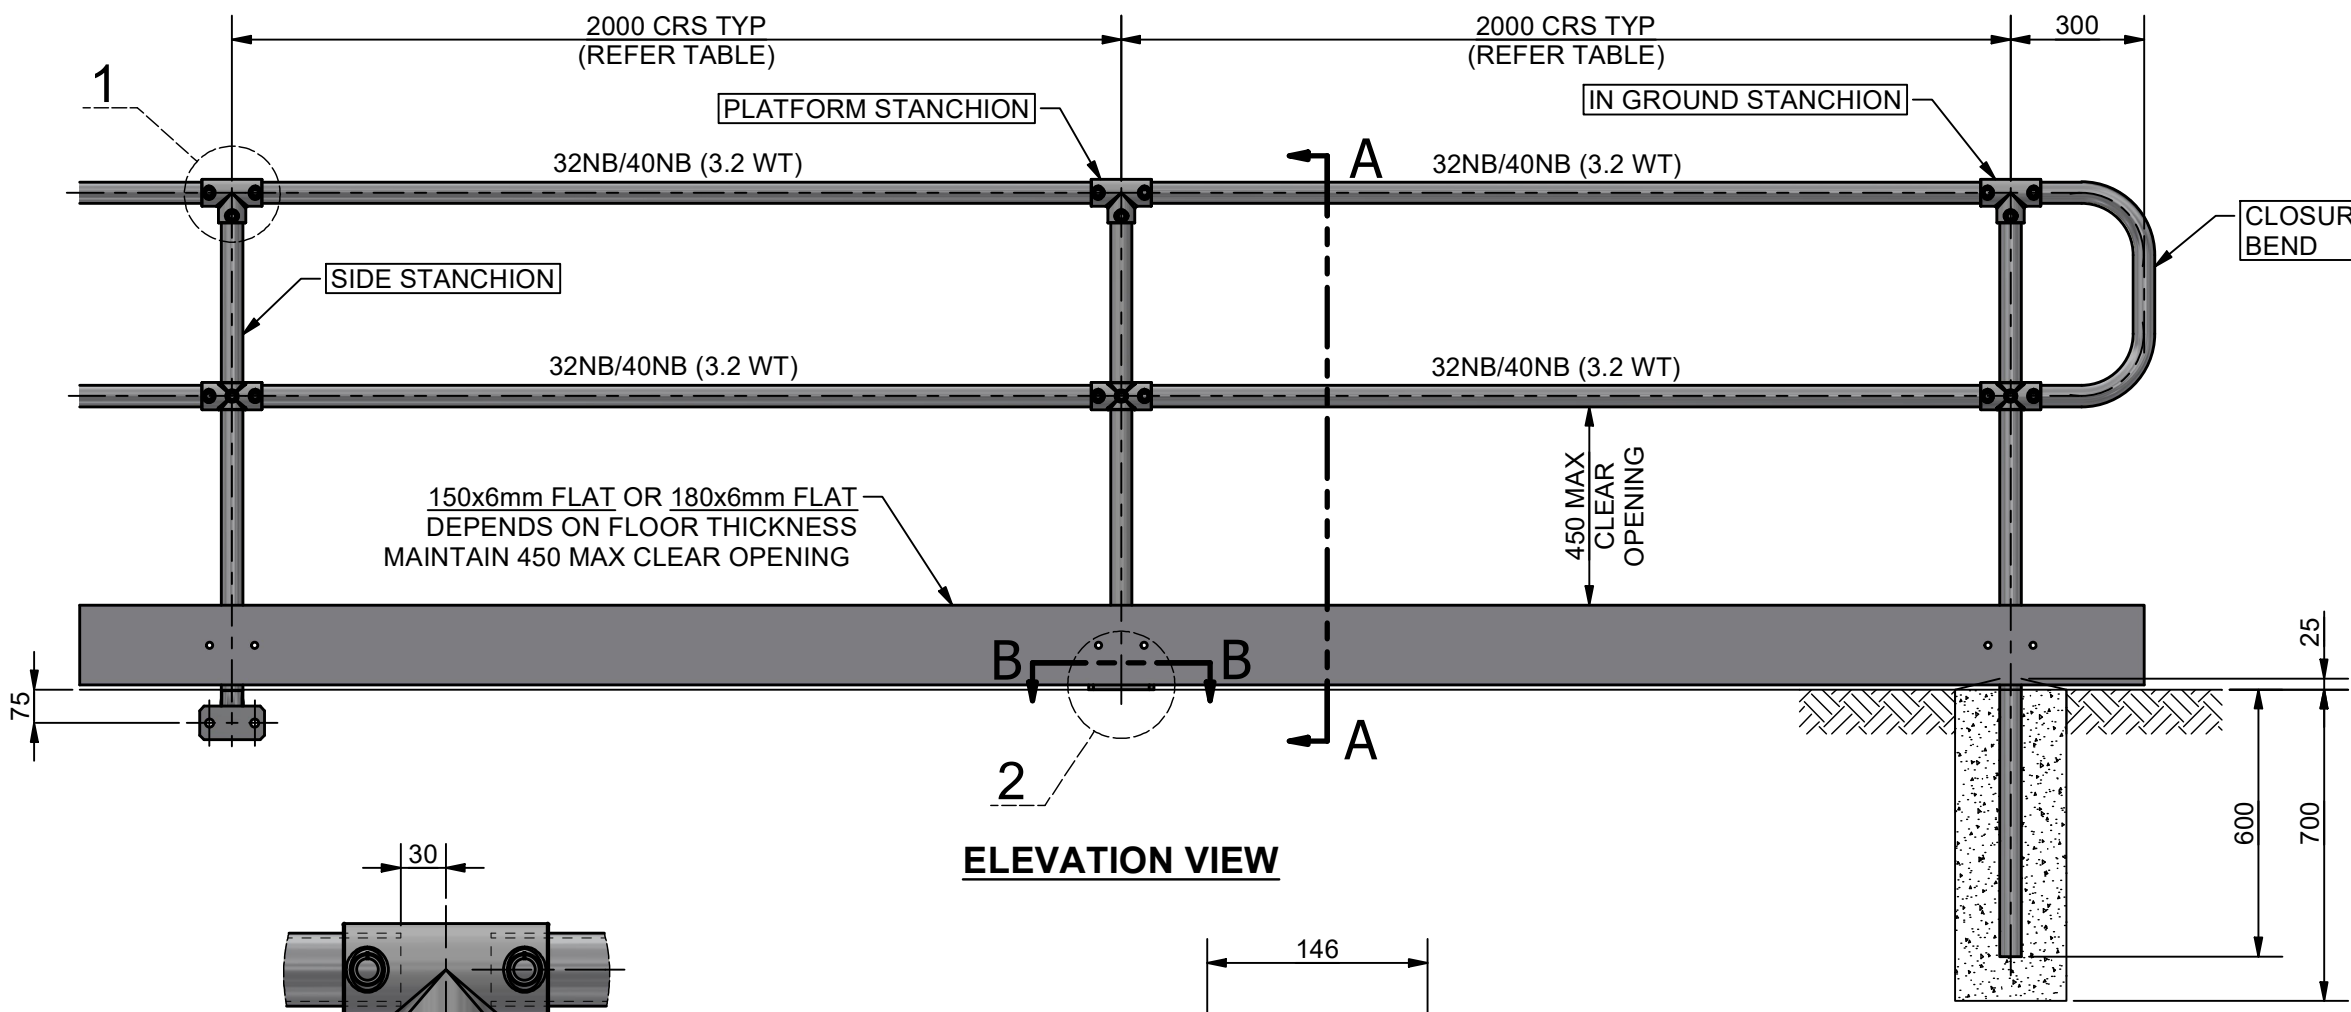 2000 CRS TYP
(REFER TABLE)
2000 CRS TYP
(REFER TABLE)
300
1
PLATFORM STANCHION
IN GROUND STANCHION
A
32NB/40NB (3.2 WT)
32NB/40NB (3.2 WT)
CLOSUR
BEND
SIDE STANCHION
32NB/40NB (3.2 WT)
32NB/40NB (3.2 WT)
450 MAX
CLEAR
OPENING
150x6mm FLAT OR 180x6mm FLAT
DEPENDS ON FLOOR THICKNESS
MAINTAIN 450 MAX CLEAR OPENING
25
B
B
75
A
2
600
700
ELEVATION VIEW
30
146